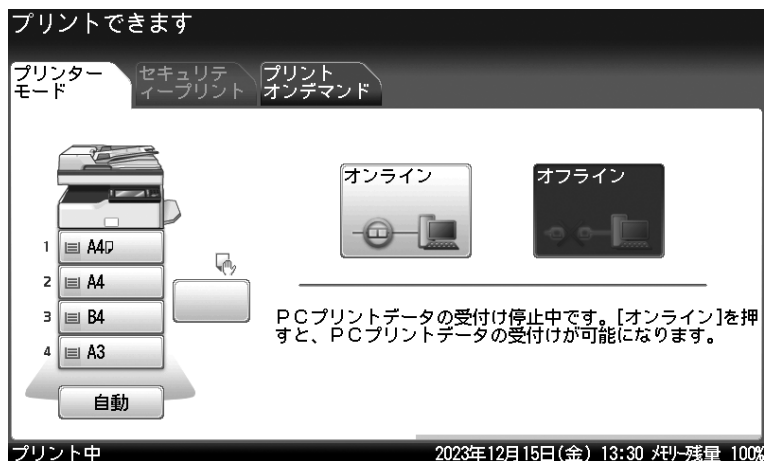 プリントできます
プリンター
モード
セキュリテ
ィープリント
プリント
オンデマンド
オンライン
オフライン
1 A4
2 A4
3 B4
4 A3
自動
PCプリントデータの受付け停止中です。[オンライン]を押
すと、PCプリントデータの受付けが可能になります。
プリント中
2023年12月15日(金) 13:30 メモリー残量 100%